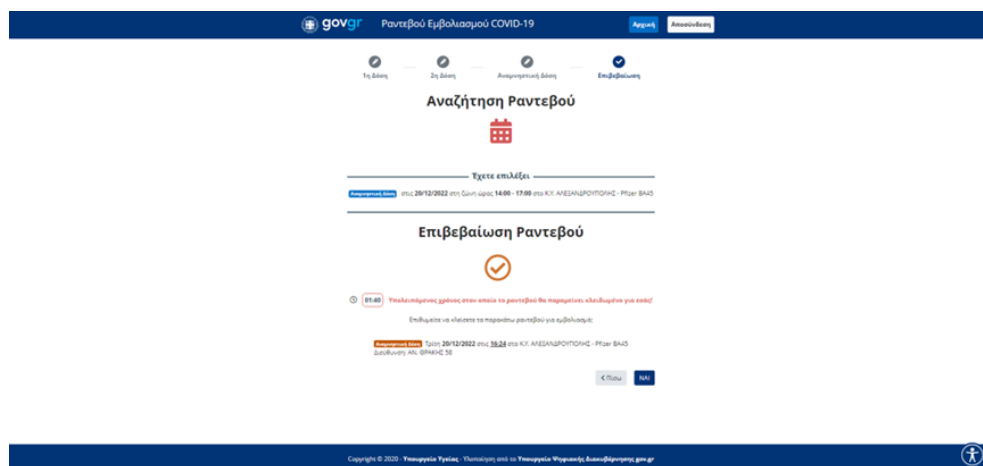 govgr Ραντεβού Εμβολιασμού COVID-19 Αρχική Αποσύνδεση
1η Δόση 2η Δόση Αναμνηστική Δόση Επιβεβαίωση
Αναζήτηση Ραντεβού
Έχετε επιλέξει
Αναμνηστική Δόση στις 20/12/2022 στη ζώνη ώρας 14:00 - 17:00 στο Κ.Υ. ΑΛΕΞΑΝΔΡΟΥΠΟΛΗΣ - Pfizer BA45
Επιβεβαίωση Ραντεβού
01:40 Υπολειπόμενος χρόνος στον οποίο το ραντεβού θα παραμείνει κλειδωμένο για εσάς!
Επιθυμείτε να κλείσετε το παρακάτω ραντεβού για εμβολιασμό;
Αναμνηστική Δόση Τρίτη 20/12/2022 στις 16:24 στο Κ.Υ. ΑΛΕΞΑΝΔΡΟΥΠΟΛΗΣ - Pfizer BA45
Διεύθυνση: ΑΝ. ΘΡΑΚΗΣ 58
< Πίσω ΝΑΙ
Copyright © 2020 - Υπουργείο Υγείας - Υλοποίηση από το Υπουργείο Ψηφιακής Διακυβέρνησης gov.gr